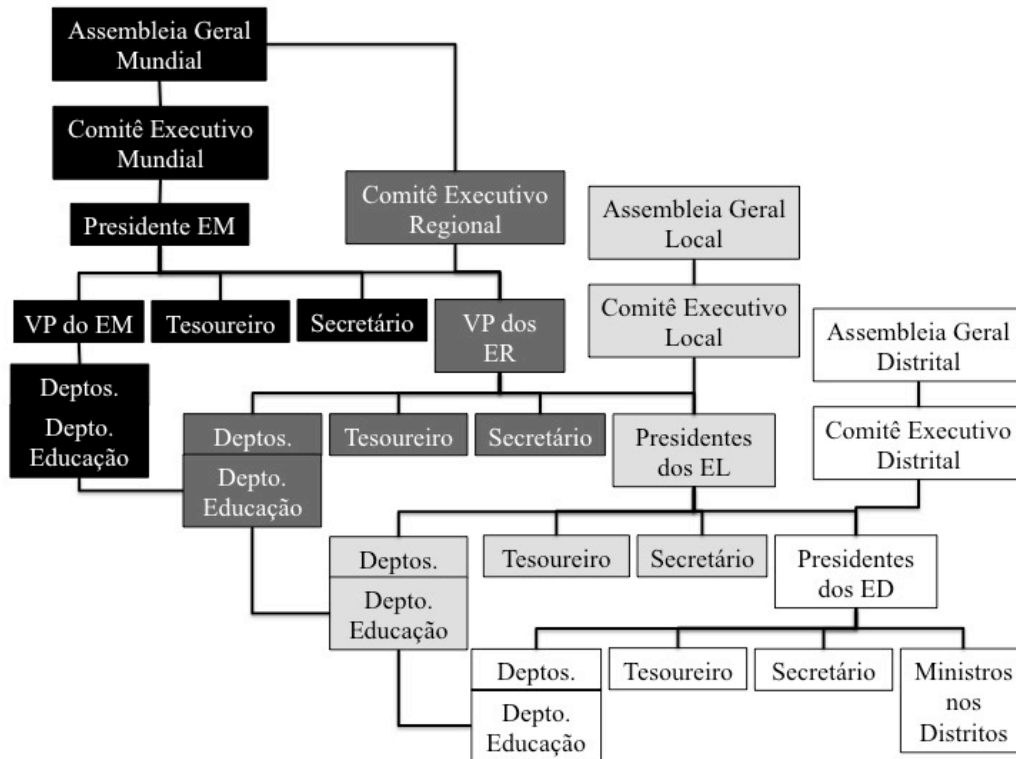 Assembleia Geral
Mundial
Comitê Executivo
Mundial
Presidente EM
Comitê Executivo
Regional
Assembleia Geral
Local
VP do EM
Tesoureiro
Secretário
VP dos
ER
Comitê Executivo
Local
Assembleia Geral
Distrital
Deptos.
Depto.
Educação
Deptos.
Depto.
Educação
Tesoureiro
Secretário
Presidentes
dos EL
Comitê Executivo
Distrital
Deptos.
Depto.
Educação
Tesoureiro
Secretário
Presidentes
dos ED
Deptos.
Depto.
Educação
Tesoureiro
Secretário
Ministros
nos
Distritos